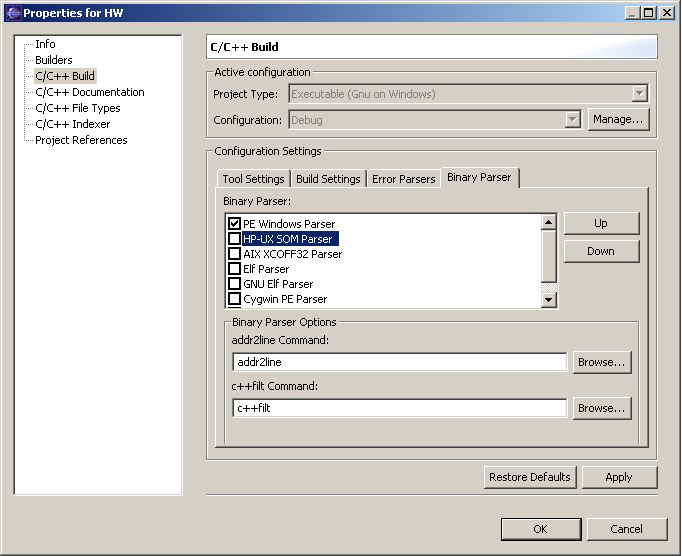 Properties for HW
Info
Builders
C/C++ Build
C/C++ Documentation
C/C++ File Types
C/C++ Indexer
Project References
C/C++ Build
Active configuration
Project Type: Executable (Gnu on Windows)
Configuration: Debug Manage...
Configuration Settings
Tool Settings Build Settings Error Parsers Binary Parser
Binary Parser:
PE Windows Parser
HP-UX SOM Parser
AIX XCOFF32 Parser
Elf Parser
GNU Elf Parser
Cygwin PE Parser
Up
Down
Binary Parser Options
addr2line Command:
addr2line Browse...
c++filt Command:
c++filt Browse...
Restore Defaults Apply
OK Cancel